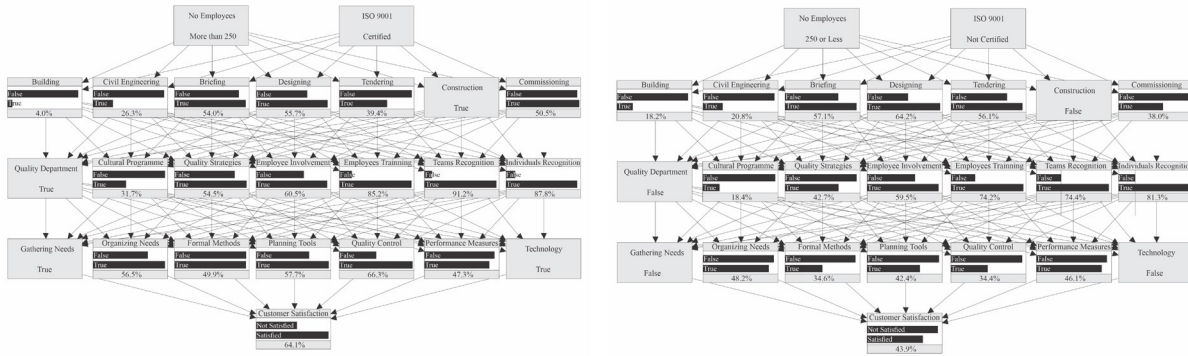 No Employees
More than 250
ISO 9001
Certified
Building
False
True
4.0%
Civil Engineering
False
True
26.3%
Briefing
False
True
54.0%
Designing
False
True
55.7%
Tendering
False
True
39.4%
Construction
True
Commissioning
False
True
50.5%
Quality Department
True
Cultural Programme
False
True
31.7%
Quality Strategies
False
True
54.5%
Employee Involvement
False
True
60.5%
Employees Trainning
False
True
85.2%
Teams Recognition
False
True
91.2%
Individuals Recognition
False
True
87.8%
Gathering Needs
True
Organizing Needs
False
True
56.5%
Formal Methods
False
True
49.9%
Planning Tools
False
True
57.7%
Quality Control
False
True
66.3%
Performance Measures
False
True
47.3%
Technology
True
Customer Satisfaction
Not Satisfied
Satisfied
64.1%
No Employees
250 or Less
ISO 9001
Not Certified
Building
False
True
18.2%
Civil Engineering
False
True
20.8%
Briefing
False
True
57.1%
Designing
False
True
64.2%
Tendering
False
True
56.1%
Construction
False
Commissioning
False
True
38.0%
Quality Department
False
Cultural Programme
False
True
18.4%
Quality Strategies
False
True
42.7%
Employee Involvement
False
True
59.5%
Employees Trainning
False
True
74.2%
Teams Recognition
False
True
74.4%
Individuals Recognition
False
True
81.3%
Gathering Needs
False
Organizing Needs
False
True
48.2%
Formal Methods
False
True
34.6%
Planning Tools
False
True
42.4%
Quality Control
False
True
34.4%
Performance Measures
False
True
46.1%
Technology
False
Customer Satisfaction
Not Satisfied
Satisfied
43.9%